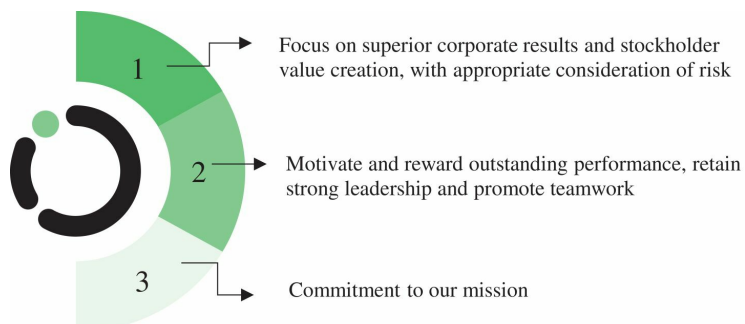 1
Focus on superior corporate results and stockholder
value creation, with appropriate consideration of risk
2
Motivate and reward outstanding performance, retain
strong leadership and promote teamwork
3
Commitment to our mission